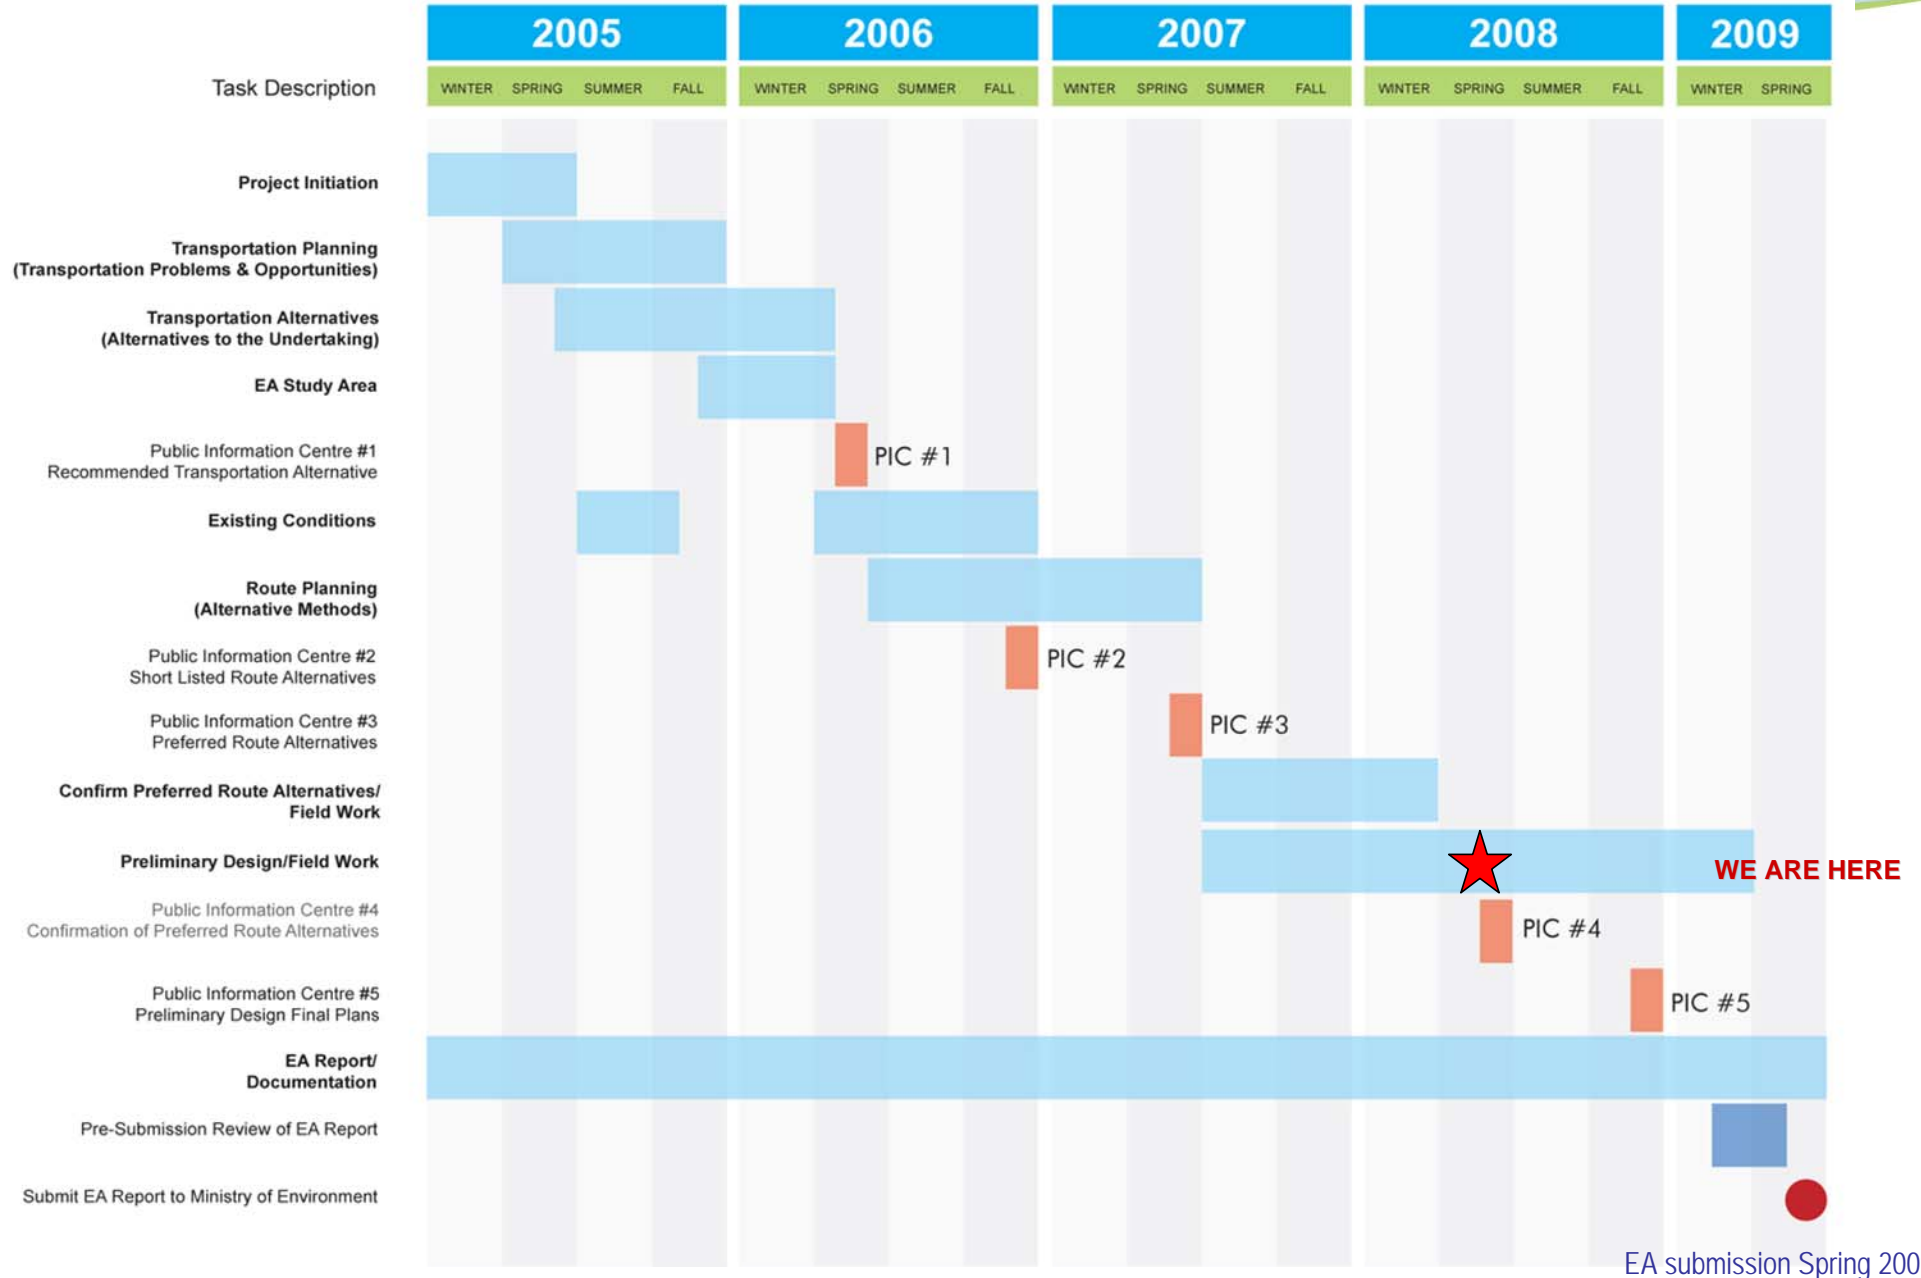 2005 2006 2007 2008 2009
Task Description WINTER SPRING SUMMER FALL WINTER SPRING SUMMER FALL WINTER SPRING SUMMER FALL WINTER SPRING SUMMER FALL WINTER SPRING
Project Initiation
Transportation Planning
(Transportation Problems & Opportunities)
Transportation Alternatives
(Alternatives to the Undertaking)
EA Study Area
Public Information Centre #1
Recommended Transportation Alternative
PIC #1
Existing Conditions
Route Planning
(Alternative Methods)
Public Information Centre #2
Short Listed Route Alternatives
PIC #2
Public Information Centre #3
Preferred Route Alternatives
PIC #3
Confirm Preferred Route Alternatives/
Field Work
Preliminary Design/Field Work
WE ARE HERE
Public Information Centre #4
Confirmation of Preferred Route Alternatives
PIC #4
Public Information Centre #5
Preliminary Design Final Plans
PIC #5
EA Report/
Documentation
Pre-Submission Review of EA Report
Submit EA Report to Ministry of Environment
EA submission Spring 200